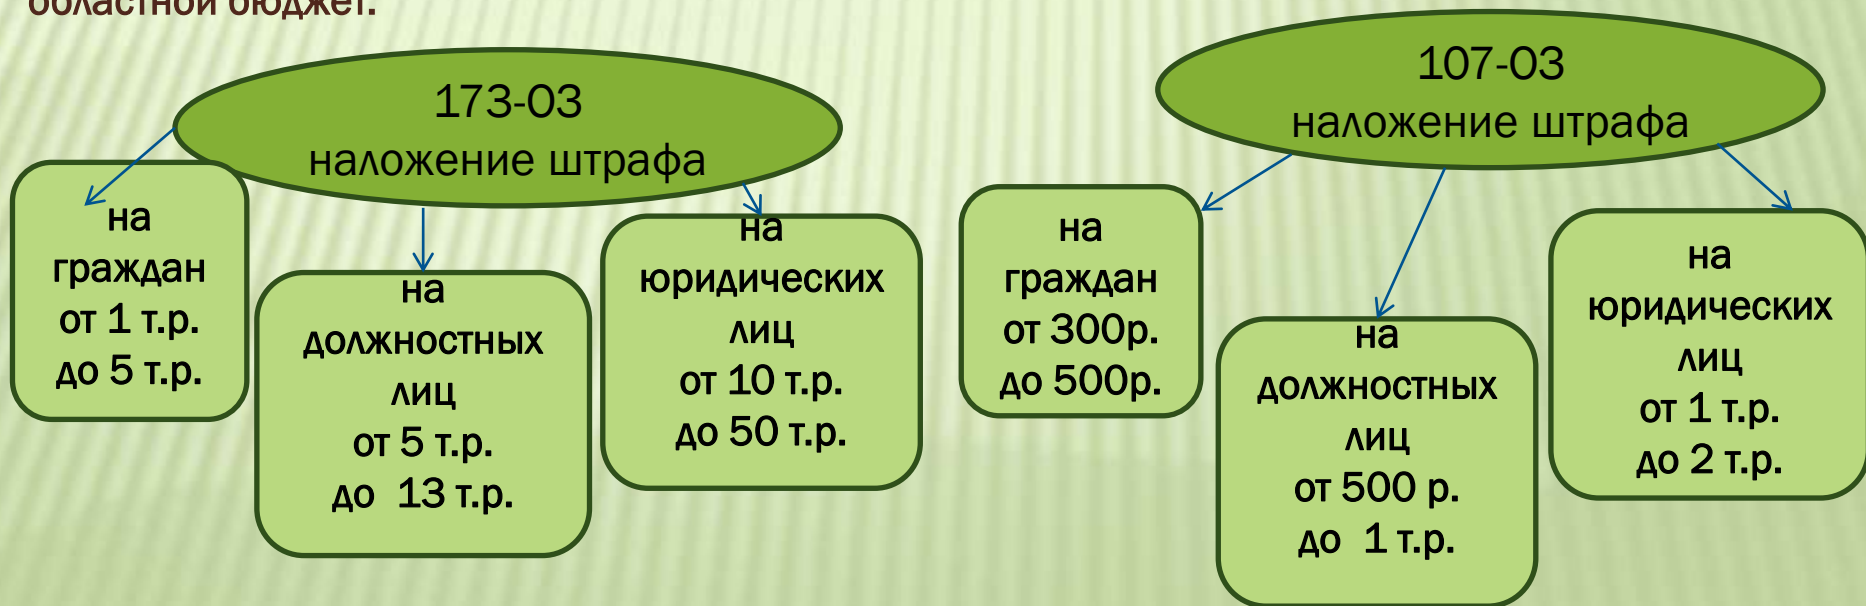 областной бюджет.
173-ОЗ
наложение штрафа
на
граждан
от 1 т.р.
до 5 т.р.
на
должностных
лиц
от 5 т.р.
до 13 т.р.
на
юридических
лиц
от 10 т.р.
до 50 т.р.
107-ОЗ
наложение штрафа
на
граждан
от 300р.
до 500р.
на
должностных
лиц
от 500 р.
до 1 т.р.
на
юридических
лиц
от 1 т.р.
до 2 т.р.